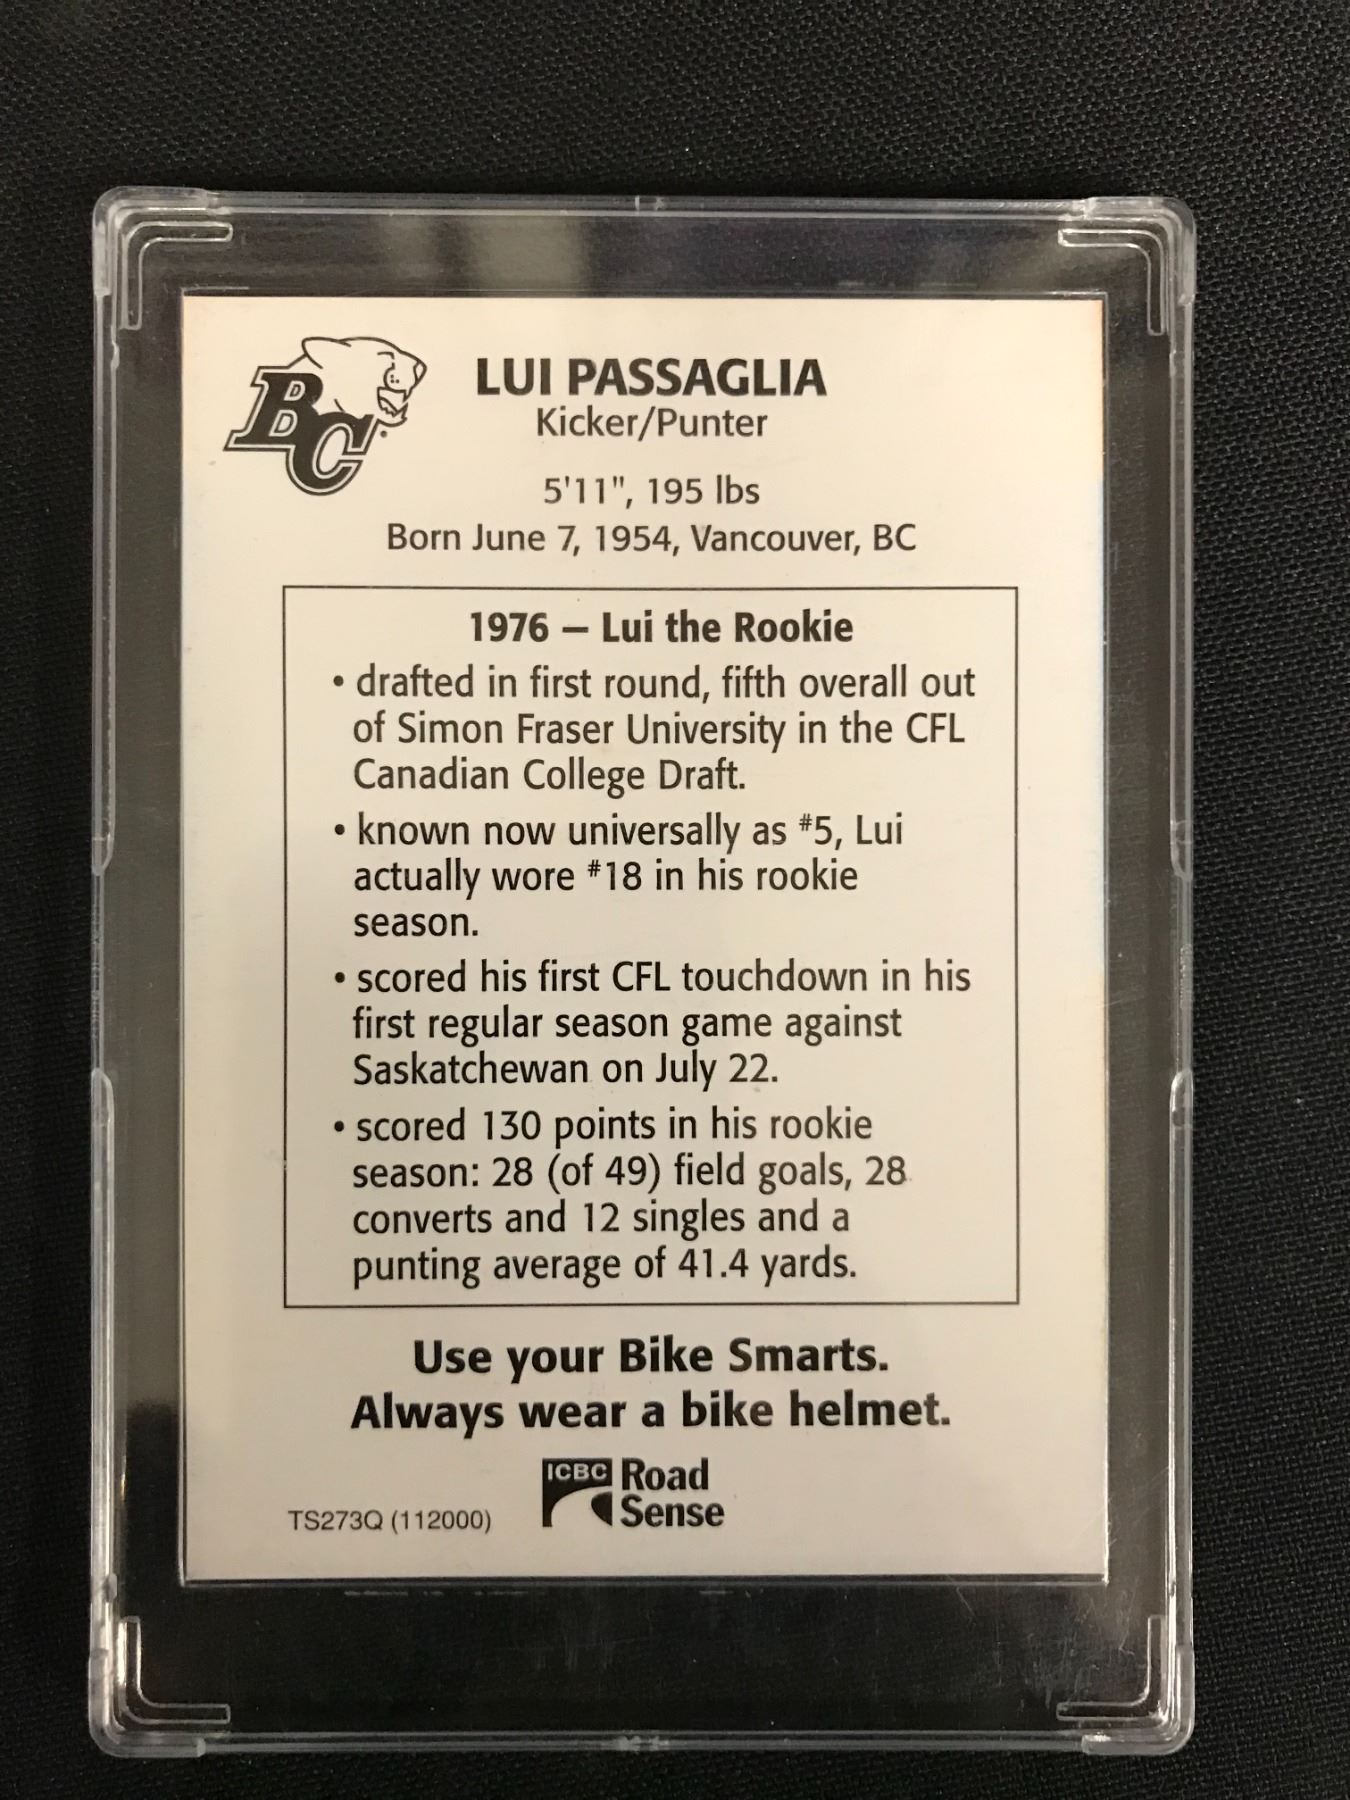 BC
LUI PASSAGLIA
Kicker/Punter
5'11", 195 lbs
Born June 7, 1954, Vancouver, BC
1976 – Lui the Rookie
• drafted in first round, fifth overall out
of Simon Fraser University in the CFL
Canadian College Draft.
• known now universally as #5, Lui
actually wore #18 in his rookie
season.
• scored his first CFL touchdown in his
first regular season game against
Saskatchewan on July 22.
• scored 130 points in his rookie
season: 28 (of 49) field goals, 28
converts and 12 singles and a
punting average of 41.4 yards.
Use your Bike Smarts.
Always wear a bike helmet.
ICBC Road
Sense
TS273Q (112000)